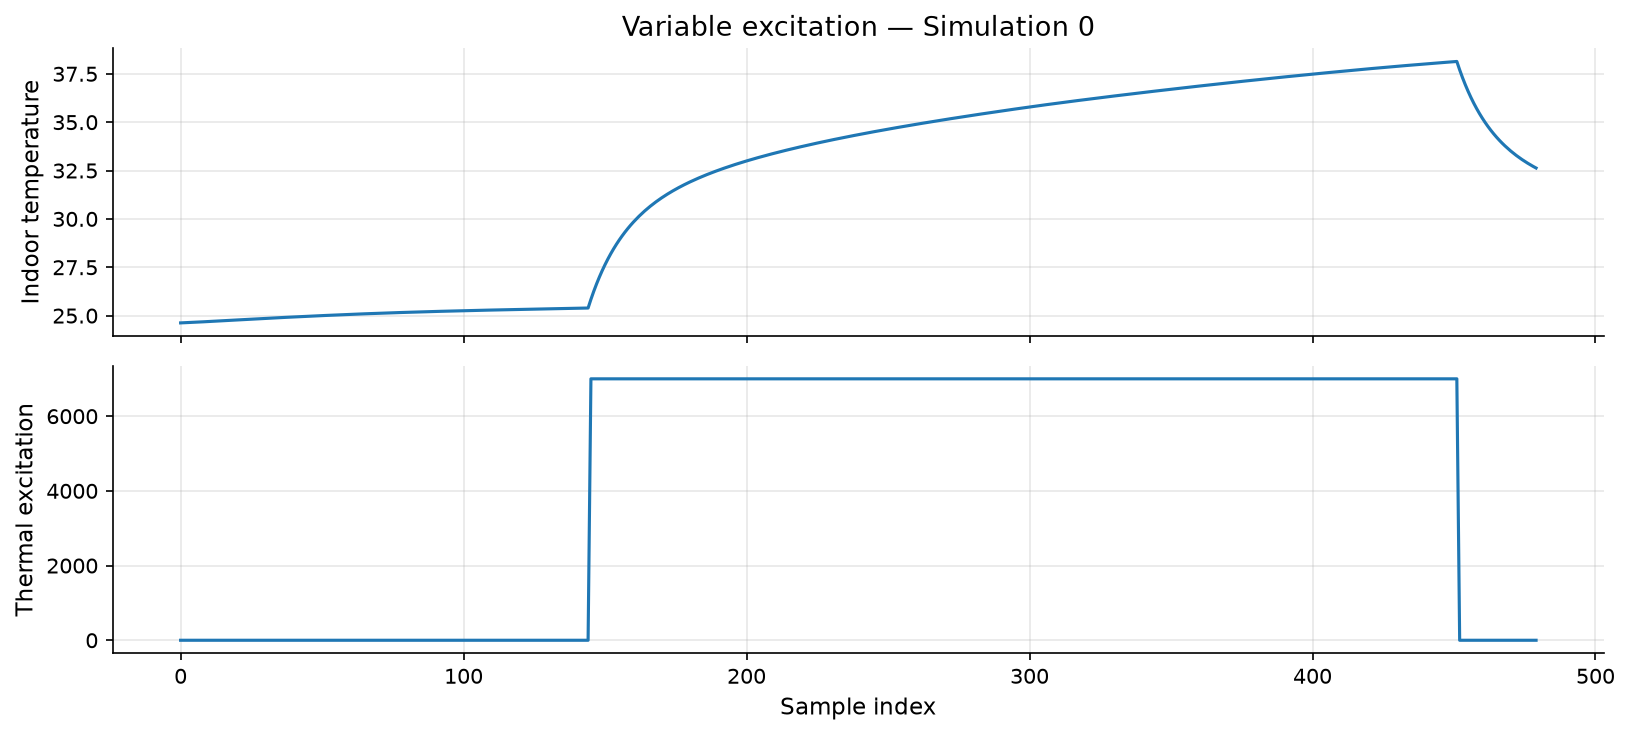 Variable excitation — Simulation 0
Indoor temperature
37.5
35.0
32.5
30.0
27.5
25.0
Thermal excitation
6000
4000
2000
0
0 100 200 300 400 500
Sample index